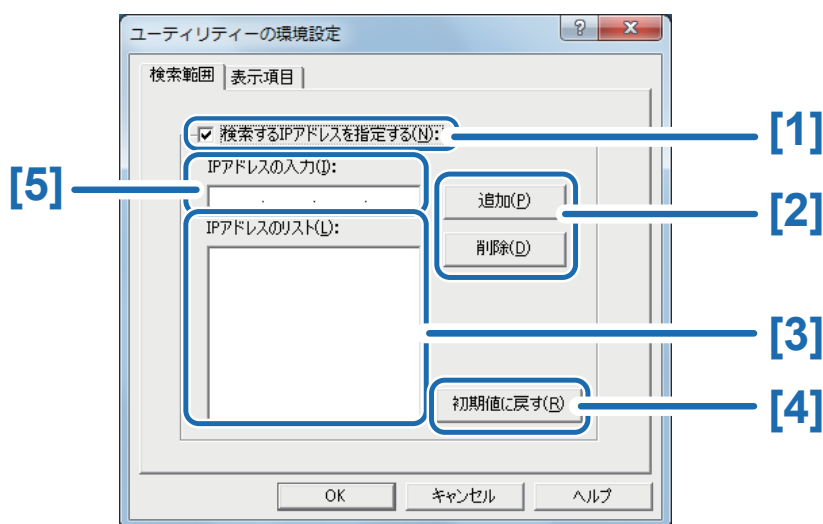 ユーティリティーの環境設定
検索範囲
表示項目
検索するIPアドレスを指定する(N):
[1]
IPアドレスの入力(I):
[5]
追加(P)
[2]
IPアドレスのリスト(L):
削除(D)
[3]
初期値に戻す(R)
[4]
OK
キャンセル
ヘルプ